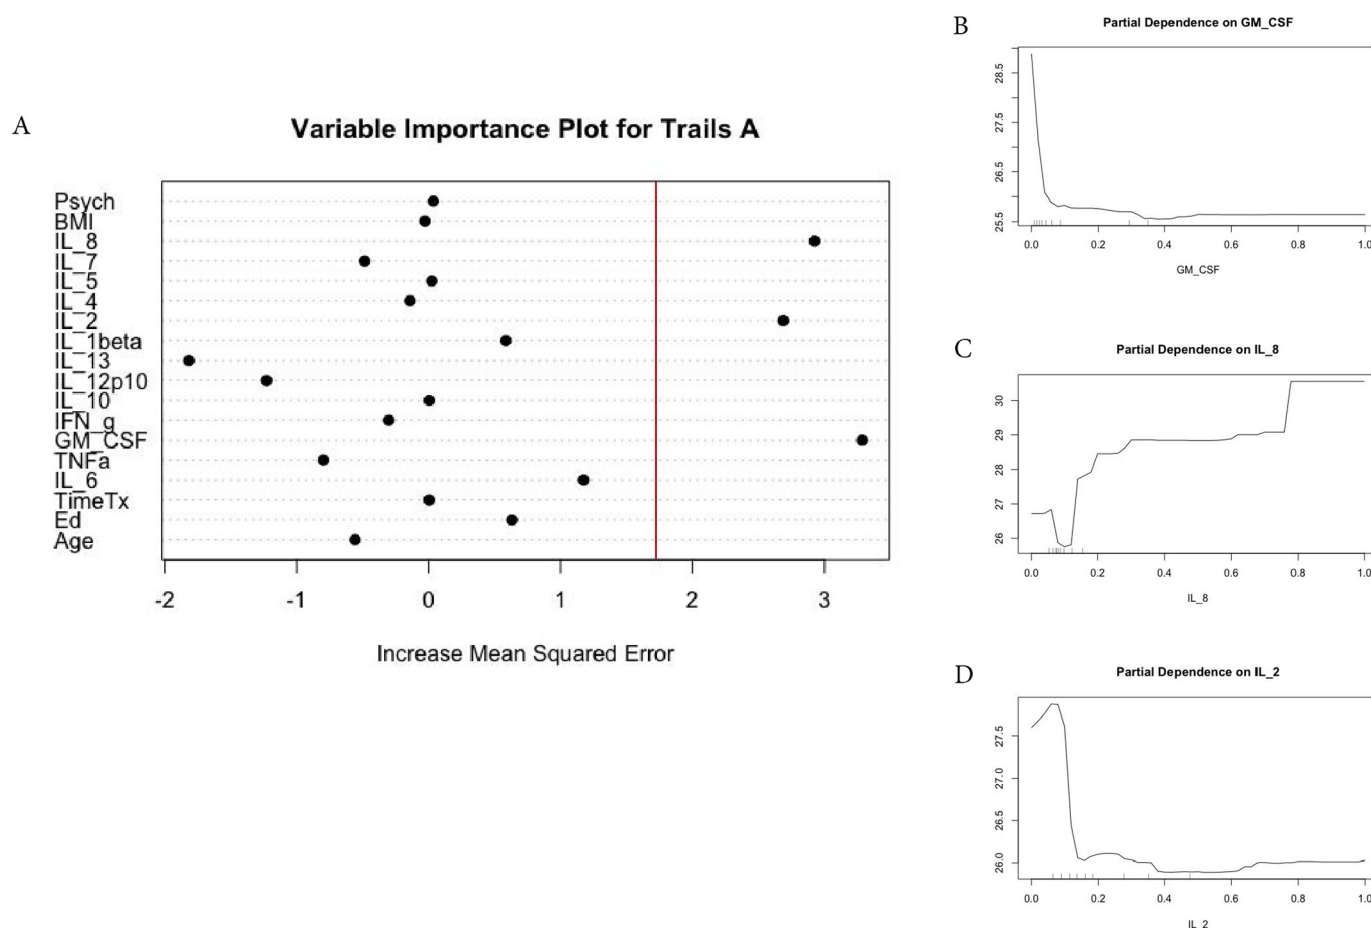 A
Variable Importance Plot for Trails A
Psych
BMI
IL_8
IL_7
IL_5
IL_4
IL_2
IL_1beta
IL_13
IL_12p10
IL_10
IFN_g
GM_CSF
TNFa
IL_6
TimeTx
Ed
Age
-2 -1 0 1 2 3
Increase Mean Squared Error
B
Partial Dependence on GM_CSF
28.5
27.5
26.5
25.5
0.0 0.2 0.4 0.6 0.8 1.0
GM_CSF
C
Partial Dependence on IL_8
30
29
28
27
26
0.0 0.2 0.4 0.6 0.8 1.0
IL_8
D
Partial Dependence on IL_2
27.5
27.0
26.5
26.0
0.0 0.2 0.4 0.6 0.8 1.0
IL_2